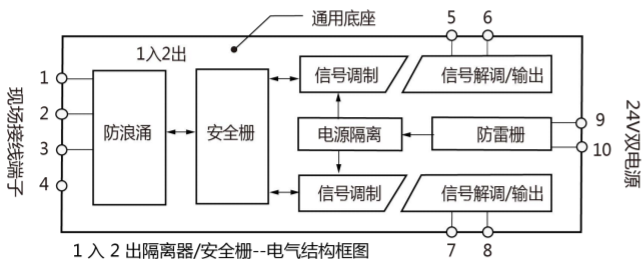 通用底座
5 6
1入2出
1
2
3
4
现场接线端子
防浪涌
安全栅
信号调制
信号解调/输出
电源隔离
防雷栅
信号调制
信号解调/输出
9
10
24V双电源
7 8
1 入 2 出隔离器/安全栅--电气结构框图